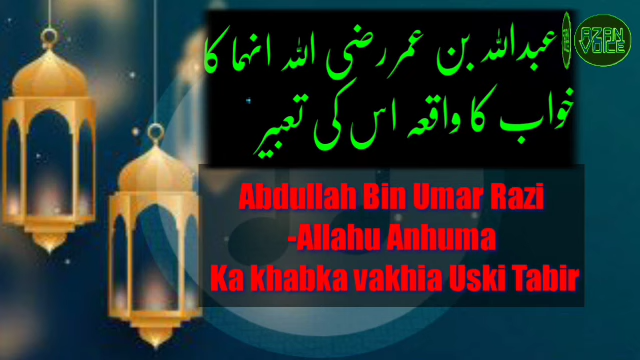 عبداللہ بن عمر رضی اللہ انہما کا
خواب کا واقعہ اس کی تعبیر
AZAN
VOICE
Abdullah Bin Umar Razi
-Allahu Anhuma
Ka khabka vakhia Uski Tabir